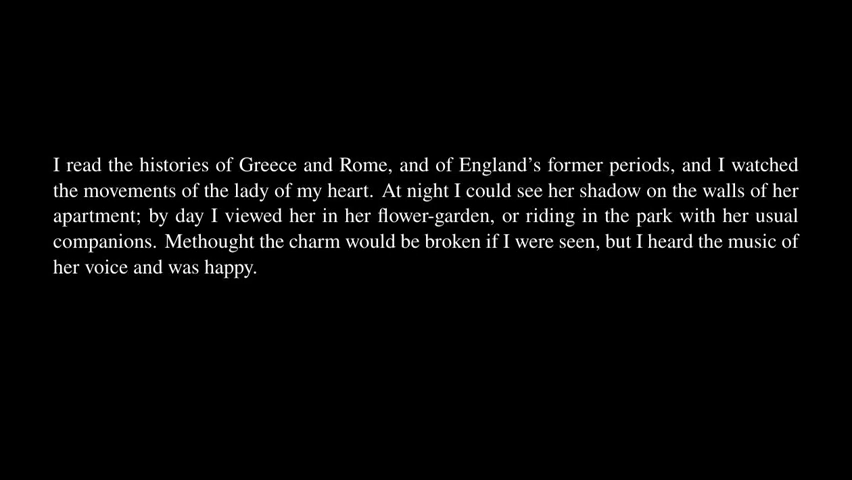 I read the histories of Greece and Rome, and of England’s former periods, and I watched
the movements of the lady of my heart. At night I could see her shadow on the walls of her
apartment; by day I viewed her in her flower-garden, or riding in the park with her usual
companions. Methought the charm would be broken if I were seen, but I heard the music of
her voice and was happy.